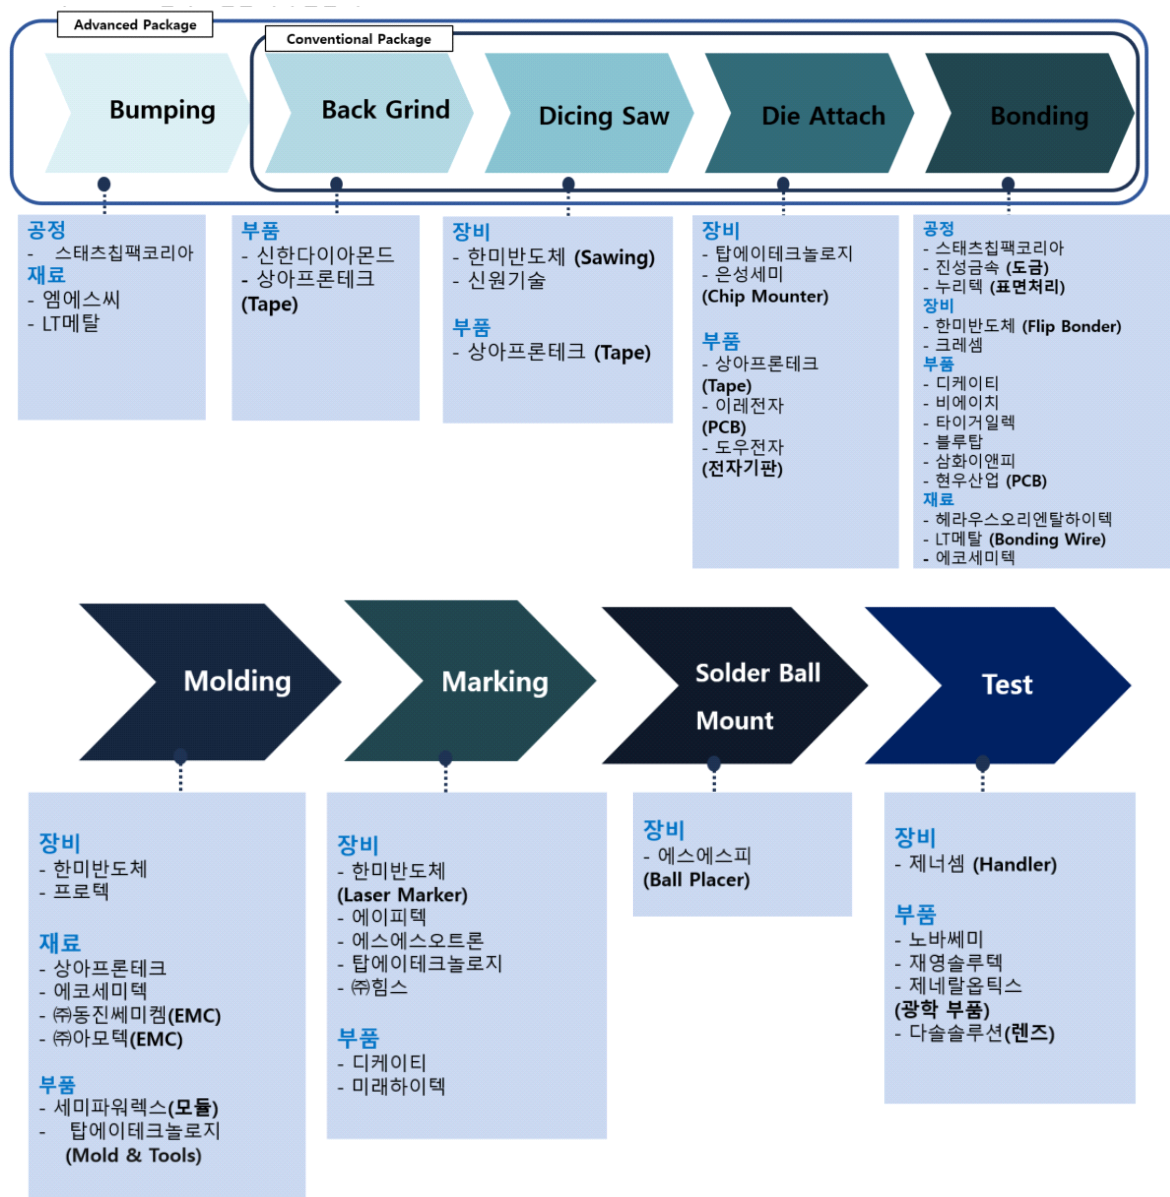 Advanced Package
Conventional Package
Bumping
Back Grind
Dicing Saw
Die Attach
Bonding
공정
- 스태츠칩팩코리아
재료
- 엠에스씨
- LT메탈
부품
- 신한다이아몬드
- 상아프론테크
(Tape)
장비
- 한미반도체 (Sawing)
- 신원기술
부품
- 상아프론테크 (Tape)
장비
- 탑에이테크놀로지
- 은성세미
(Chip Mounter)
부품
- 상아프론테크
(Tape)
- 이레전자
(PCB)
- 도우전자
(전자기판)
공정
- 스태츠칩팩코리아
- 진성금속 (도금)
- 누리텍 (표면처리)
장비
- 한미반도체 (Flip Bonder)
- 크레셈
부품
- 디케이티
- 비에이치
- 타이거일렉
- 블루탑
- 삼화이앤피
- 현우산업 (PCB)
재료
- 헤라우스오리엔탈하이텍
- LT메탈 (Bonding Wire)
- 에코세미텍
Molding
Marking
Solder Ball
Mount
Test
장비
- 한미반도체
- 프로텍
재료
- 상아프론테크
- 에코세미텍
- ㈜동진쎄미켐(EMC)
- ㈜아모텍(EMC)
부품
- 세미파워렉스(모듈)
- 탑에이테크놀로지
(Mold & Tools)
장비
- 한미반도체
(Laser Marker)
- 에이피텍
- 에스에스오트론
- 탑에이테크놀로지
- ㈜힘스
부품
- 디케이티
- 미래하이텍
장비
- 에스에스피
(Ball Placer)
장비
- 제너셈 (Handler)
부품
- 노바쎄미
- 재영솔루텍
- 제네랄옵틱스
(광학 부품)
- 다솔솔루션(렌즈)